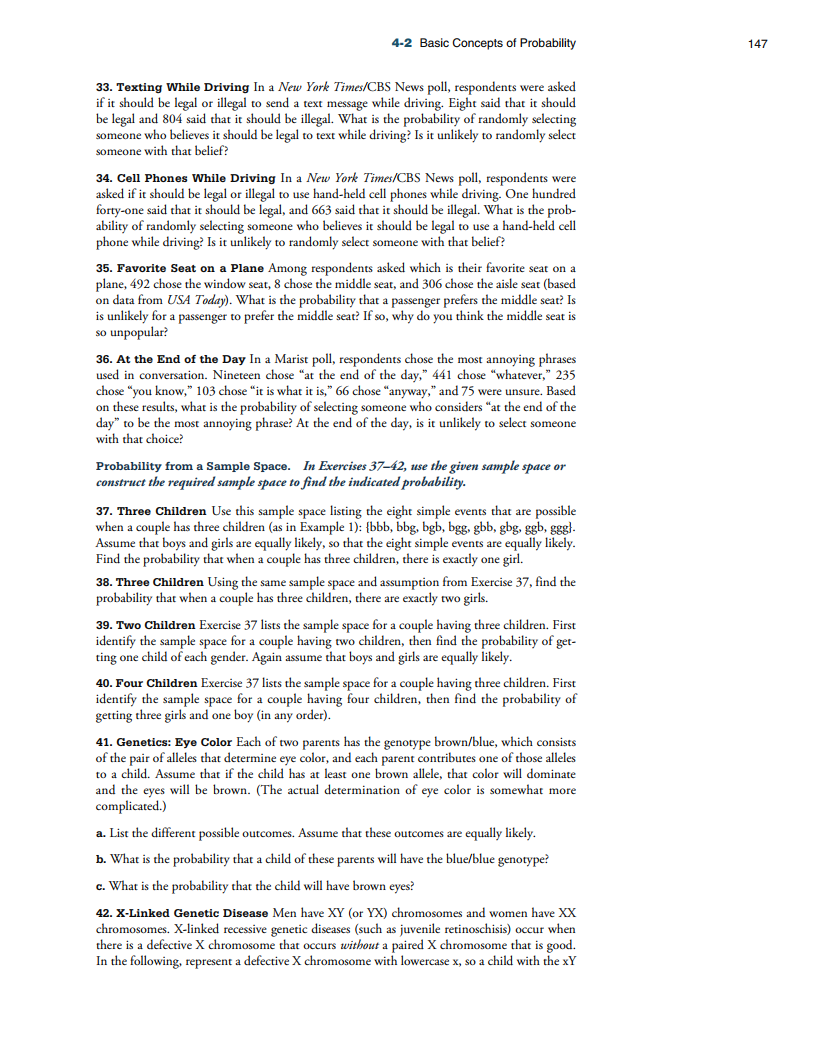 4-2 Basic Concepts of Probability 147
33. Texting While Driving In a New York Times/CBS News poll, respondents were asked
if it should be legal or illegal to send a text message while driving. Eight said that it should
be legal and 804 said that it should be illegal. What is the probability of randomly selecting
someone who believes it should be legal to text while driving? Is it unlikely to randomly select
someone with that belief?
34. Cell Phones While Driving In a New York Times/CBS News poll, respondents were
asked if it should be legal or illegal to use hand-held cell phones while driving. One hundred
forty-one said that it should be legal, and 663 said that it should be illegal. What is the prob-
ability of randomly selecting someone who believes it should be legal to use a hand-held cell
phone while driving? Is it unlikely to randomly select someone with that belief?
35. Favorite Seat on a Plane Among respondents asked which is their favorite seat on a
plane, 492 chose the window seat, 8 chose the middle seat, and 306 chose the aisle seat (based
on data from USA Today). What is the probability that a passenger prefers the middle seat? Is
is unlikely for a passenger to prefer the middle seat? If so, why do you think the middle seat is
so unpopular?
36. At the End of the Day In a Marist poll, respondents chose the most annoying phrases
used in conversation. Nineteen chose “at the end of the day,” 441 chose “whatever,” 235
chose “you know,” 103 chose “it is what it is,” 66 chose “anyway,” and 75 were unsure. Based
on these results, what is the probability of selecting someone who considers “at the end of the
day” to be the most annoying phrase? At the end of the day, is it unlikely to select someone
with that choice?
Probability from a Sample Space. In Exercises 37–42, use the given sample space or
construct the required sample space to find the indicated probability.
37. Three Children Use this sample space listing the eight simple events that are possible
when a couple has three children (as in Example 1): {bbb, bbg, bgb, bgg, gbb, gbg, ggb, ggg}.
Assume that boys and girls are equally likely, so that the eight simple events are equally likely.
Find the probability that when a couple has three children, there is exactly one girl.
38. Three Children Using the same sample space and assumption from Exercise 37, find the
probability that when a couple has three children, there are exactly two girls.
39. Two Children Exercise 37 lists the sample space for a couple having three children. First
identify the sample space for a couple having two children, then find the probability of get-
ting one child of each gender. Again assume that boys and girls are equally likely.
40. Four Children Exercise 37 lists the sample space for a couple having three children. First
identify the sample space for a couple having four children, then find the probability of
getting three girls and one boy (in any order).
41. Genetics: Eye Color Each of two parents has the genotype brown/blue, which consists
of the pair of alleles that determine eye color, and each parent contributes one of those alleles
to a child. Assume that if the child has at least one brown allele, that color will dominate
and the eyes will be brown. (The actual determination of eye color is somewhat more
complicated.)
a. List the different possible outcomes. Assume that these outcomes are equally likely.
b. What is the probability that a child of these parents will have the blue/blue genotype?
c. What is the probability that the child will have brown eyes?
42. X-Linked Genetic Disease Men have XY (or YX) chromosomes and women have XX
chromosomes. X-linked recessive genetic diseases (such as juvenile retinoschisis) occur when
there is a defective X chromosome that occurs without a paired X chromosome that is good.
In the following, represent a defective X chromosome with lowercase x, so a child with the xY